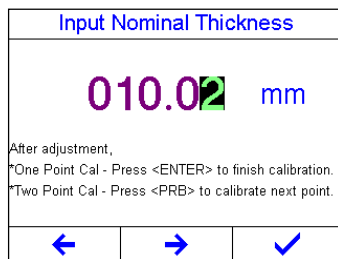 Input Nominal Thickness
010.02 mm
After adjustment,
*One Point Cal - Press <ENTER> to finish calibration.
*Two Point Cal - Press <PRB> to calibrate next point.